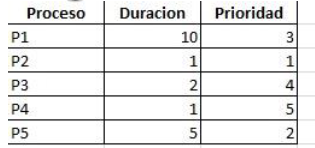 Proceso Duracion Prioridad
P1 10 3
P2 1 1
P3 2 4
P4 1 5
P5 5 2